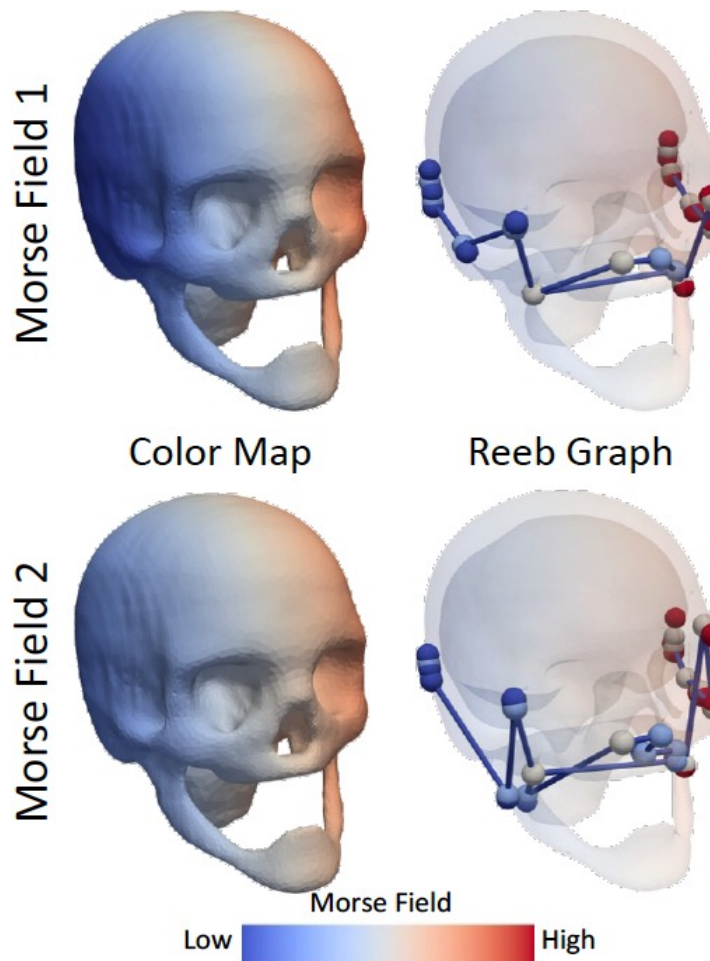 Morse Field 1
Color Map
Reeb Graph
Morse Field 2
Morse Field
Low
High